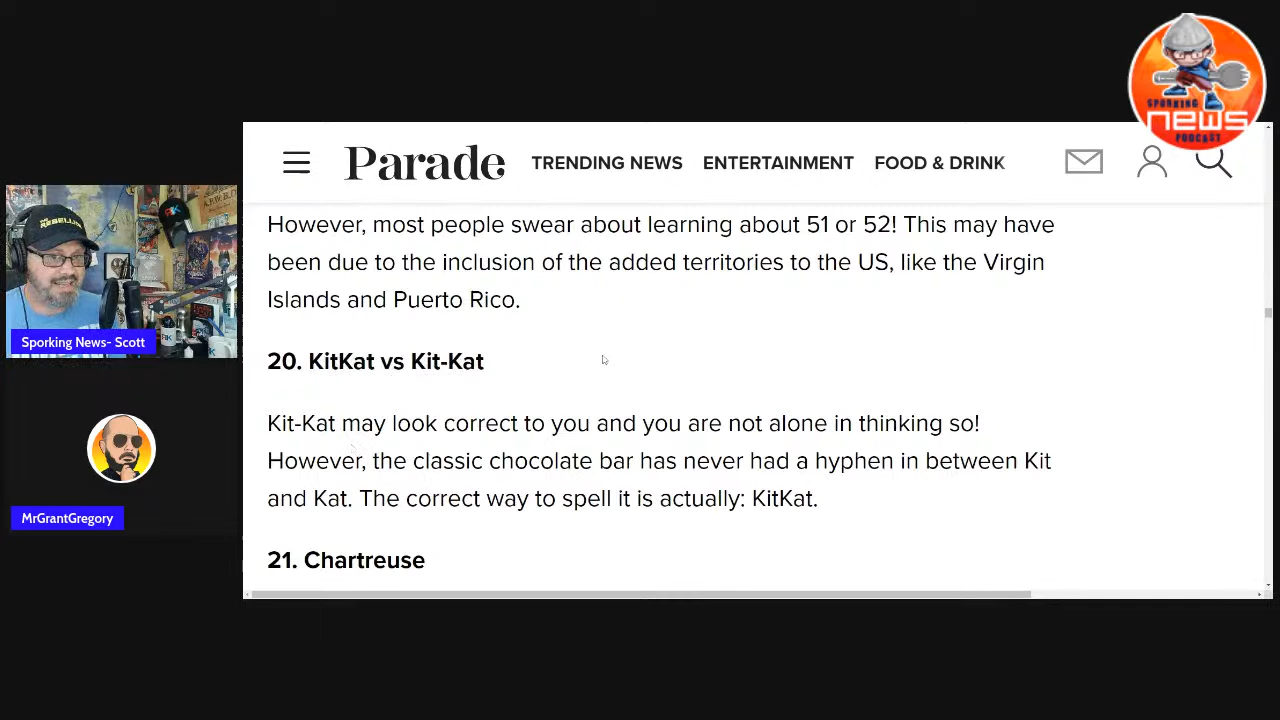 SPORKING
news
PODCAST
Parade
TRENDING NEWS
ENTERTAINMENT
FOOD & DRINK
However, most people swear about learning about 51 or 52! This may have
been due to the inclusion of the added territories to the US, like the Virgin
Islands and Puerto Rico.
20. KitKat vs Kit-Kat
Kit-Kat may look correct to you and you are not alone in thinking so!
However, the classic chocolate bar has never had a hyphen in between Kit
and Kat. The correct way to spell it is actually: KitKat.
21. Chartreuse
REBELLION
Sporking News- Scott
MrGrantGregory